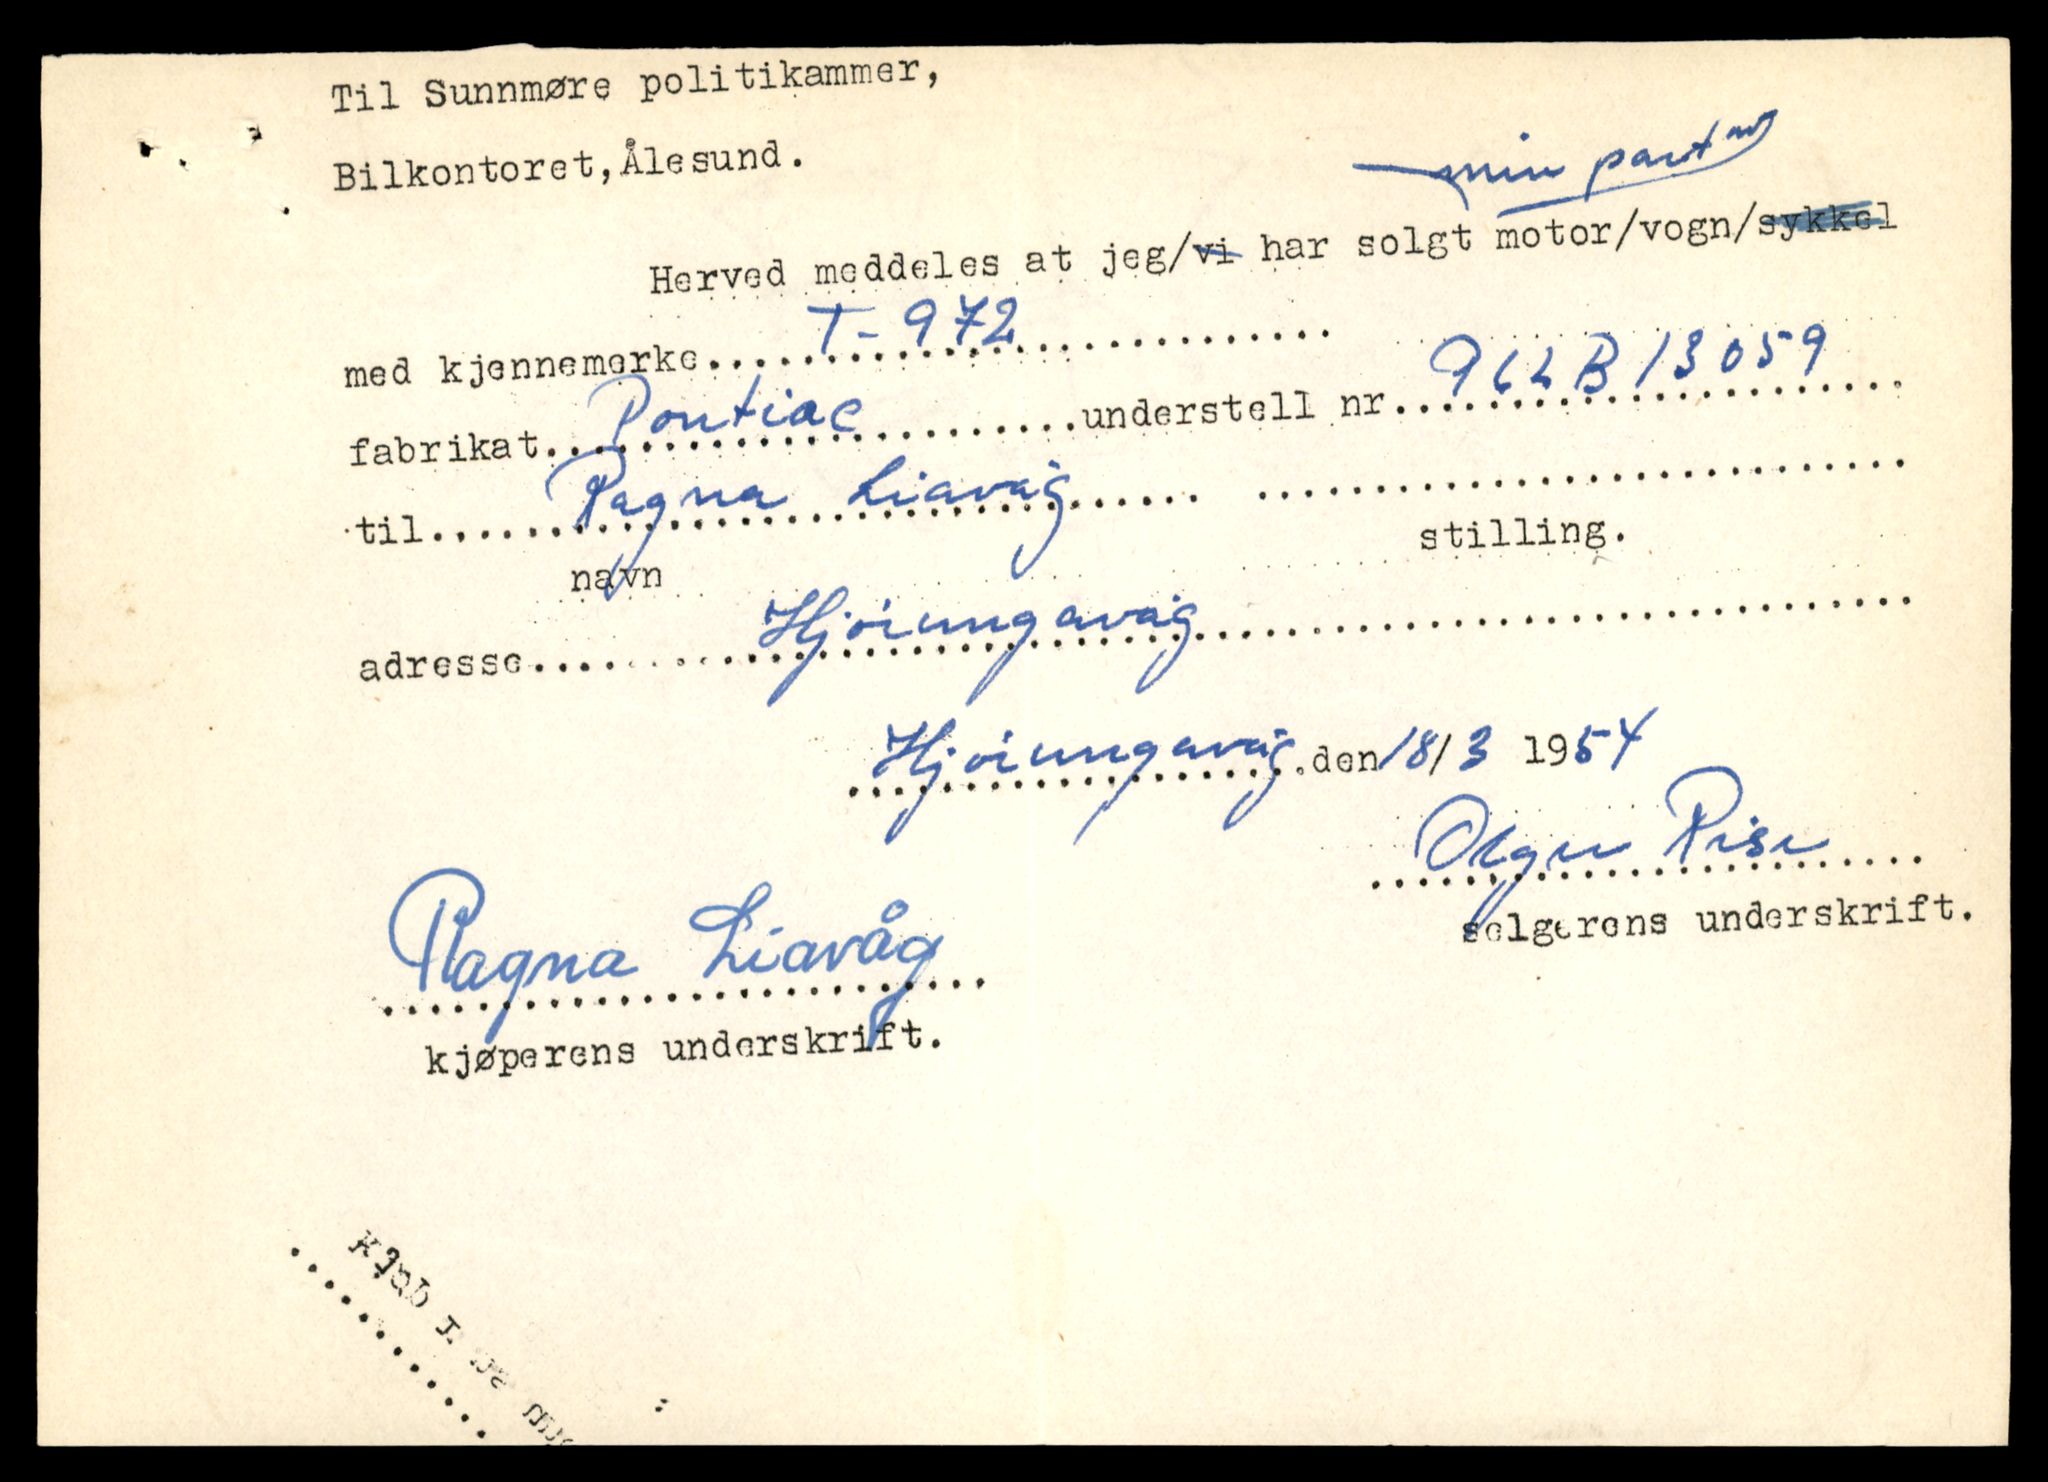 Til Sunnmøre politikammer,
Bilkontoret, Ålesund.
min part av
Herved meddeles at jeg/vi har solgt motor/vogn/sykkel
med kjennemerke....T-972....
fabrikat....Pontiac....understell nr....962B13059....
til....Ragna Liavåg.... ....
navn stilling.
adresse....Hjørungavåg....
Hjørungavåg.den 18/3 1954
Rise
selgerens underskrift.
Ragna Liavåg
kjøperens underskrift.